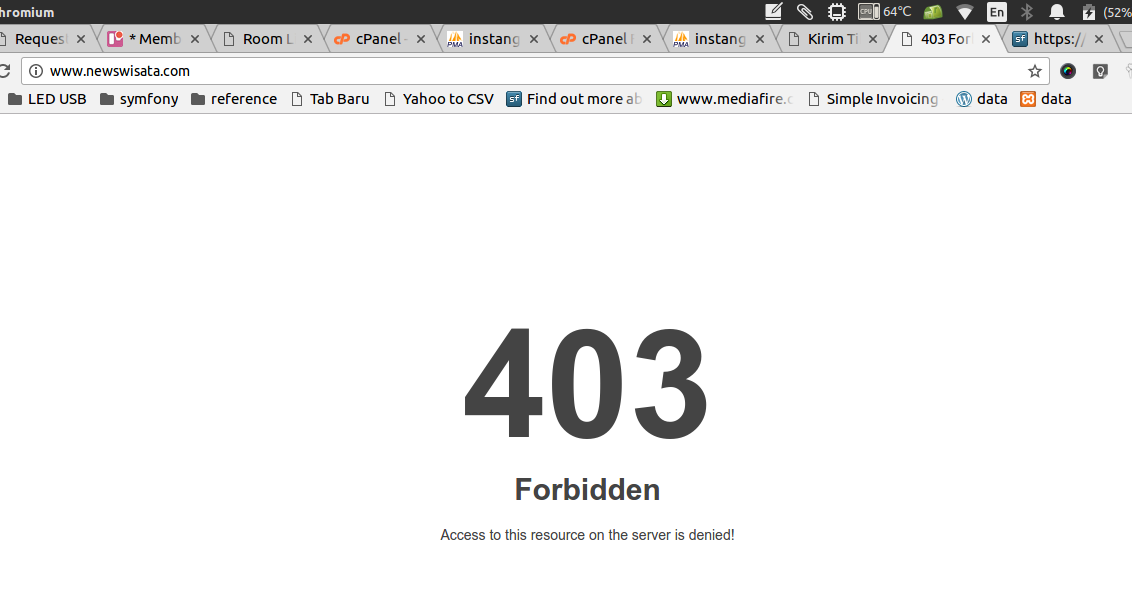 hromium 64°C En (52%
Reques * Memb Room L cPanel - instang cPanel F instang Kirim Ti 403 For https://
www.newswisata.com
LED USB symfony reference Tab Baru Yahoo to CSV Find out more ab www.mediafire.c Simple Invoicing data data
403
Forbidden
Access to this resource on the server is denied!